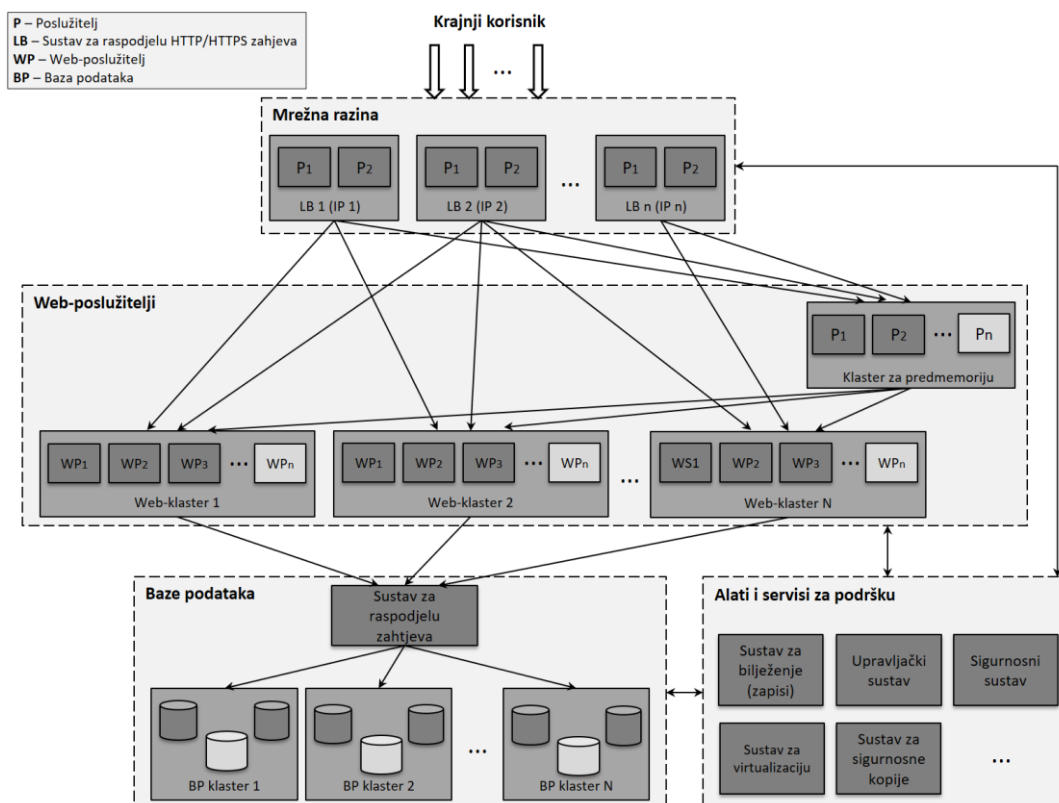 P – Poslužitelj
LB – Sustav za raspodjelu HTTP/HTTPS zahjeva
WP – Web-poslužitelj
BP – Baza podataka
Krajnji korisnik
...
Mrežna razina
P1 P2
LB 1 (IP 1)
P1 P2
LB 2 (IP 2)
...
P1 P2
LB n (IP n)
Web-poslužitelji
P1 P2 ... Pn
Klaster za predmemoriju
WP1 WP2 WP3 ... WPn
Web-klaster 1
WP1 WP2 WP3 ... WPn
Web-klaster 2
...
WS1 WP2 WP3 ... WPn
Web-klaster N
Baze podataka
Sustav za
raspodjelu
zahtjeva
BP klaster 1
BP klaster 2
...
BP klaster N
Alati i servisi za podršku
Sustav za
bilježenje
(zapisi)
Upravljački
sustav
Sigurnosni
sustav
Sustav za
virtualizaciju
Sustav za
sigurnosne
kopije
...